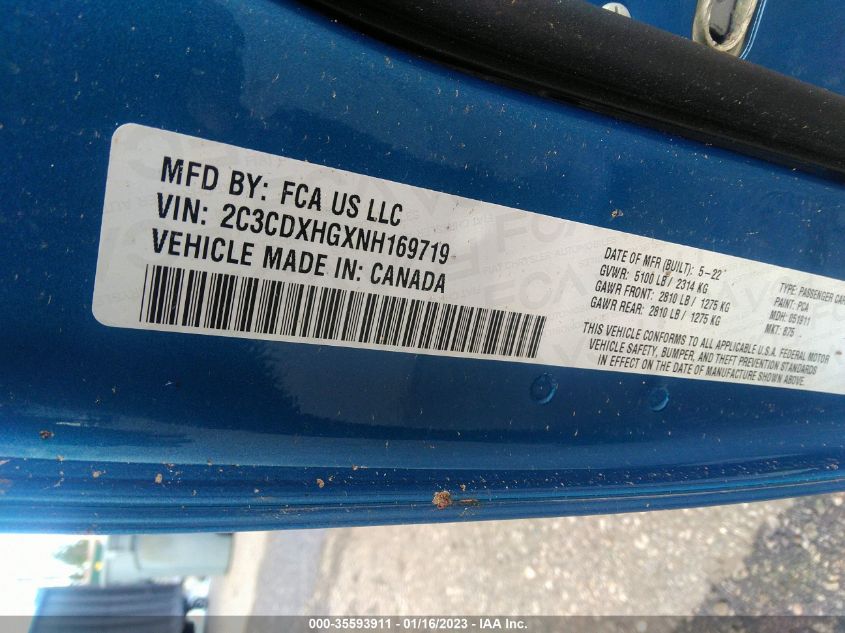 MFD BY: FCA US LLC
VIN: 2C3CDXHGXNH169719
VEHICLE MADE IN: CANADA
DATE OF MFR (BUILT): 5-22
GVWR: 5100 LB / 2314 KG
GAWR FRONT: 2810 LB / 1275 KG
GAWR REAR: 2810 LB / 1275 KG
TYPE: PASSENGER CAR
PAINT: PCA
MDH: 051911
MKT: B75
THIS VEHICLE CONFORMS TO ALL APPLICABLE U.S.A. FEDERAL MOTOR
VEHICLE SAFETY, BUMPER, AND THEFT PREVENTION STANDARDS
IN EFFECT ON THE DATE OF MANUFACTURE SHOWN ABOVE.
000-35593911 - 01/16/2023 - IAA Inc.